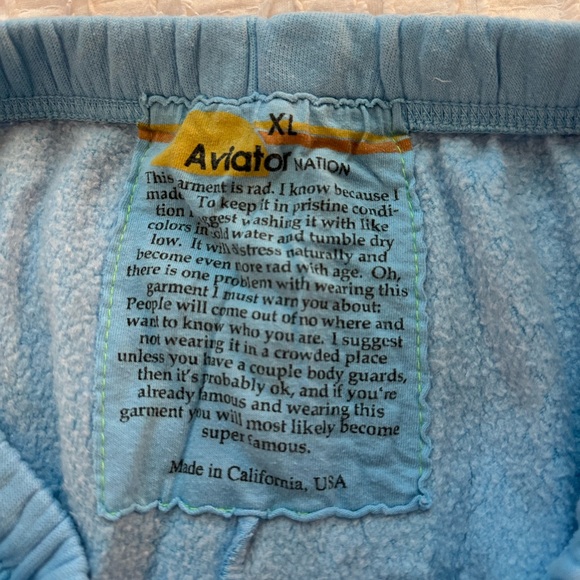 XL
Aviator NATION
This arment is rad. I know because I
made To keep it in pristine condi-
tion I ggest washing it with like
colors in cold water and tumble dry
low. It will distress naturally and
become even more rad with age. Oh,
there is one problem with wearing this
garment I must warn you about:
People will come out of no where and
want to know who you are. I suggest
not wearing it in a crowded place
unless you have a couple body guards,
then it's probably ok, and if you're
already famous and wearing this
garment you will most likely become
super famous.
Made in California, USA